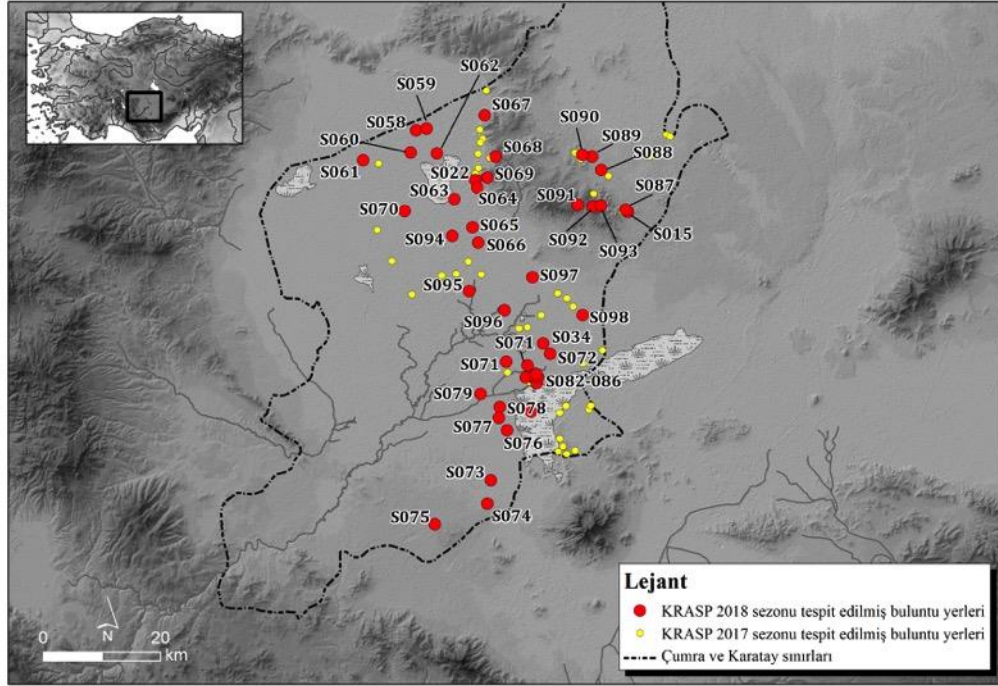 S062
S059
S067
S058
S060
S090
S089
S068
S088
S061
S022
S069
S063
S091
S087
S064
S070
S065
S094
S092
S093
S015
S066
S097
S095
S096
S098
S071
S034
S071
S072
S079
S082-086
S078
S077
S076
S073
S074
S075
Lejant
KRASP 2018 sezonu tespit edilmiş buluntu yerleri
KRASP 2017 sezonu tespit edilmiş buluntu yerleri
Çumra ve Karatay sınırları
N
0 20
km